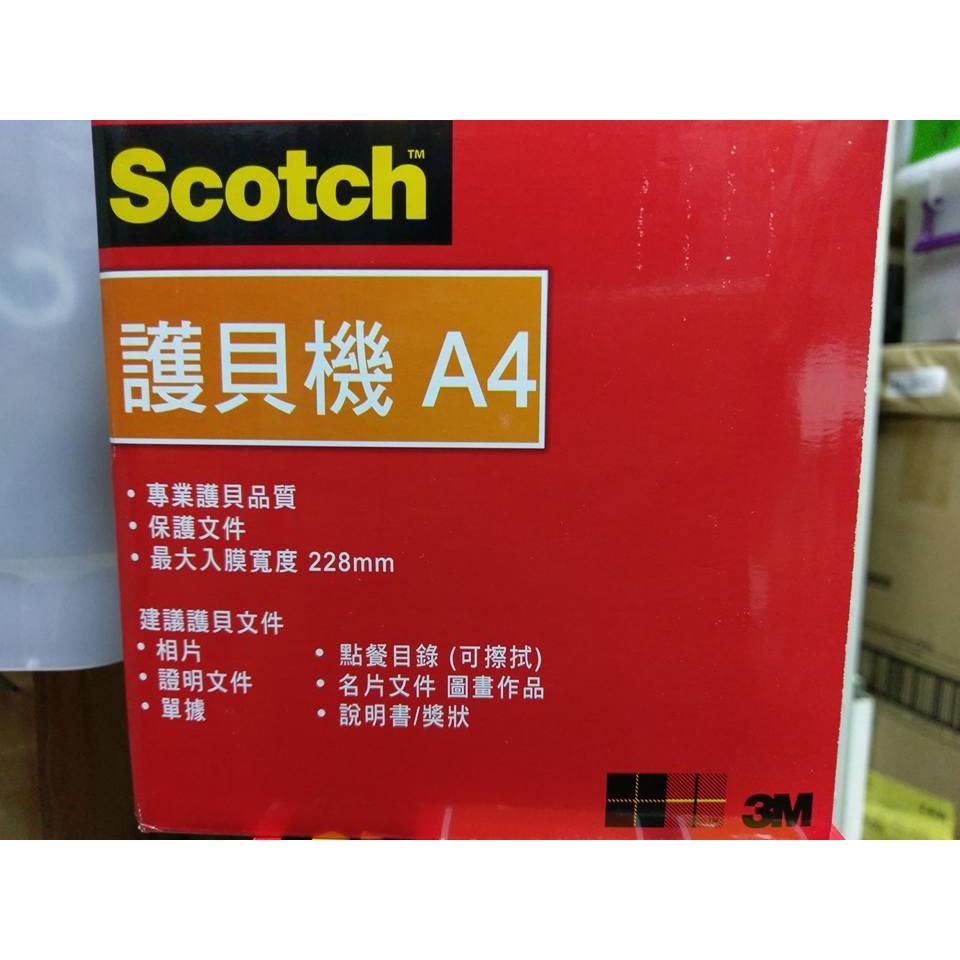 Scotch™
護貝機 A4
• 專業護貝品質
• 保護文件
• 最大入膜寬度 228mm
建議護貝文件
• 相片
• 證明文件
• 單據
• 點餐目錄 (可擦拭)
• 名片文件 圖畫作品
• 說明書/獎狀
3M